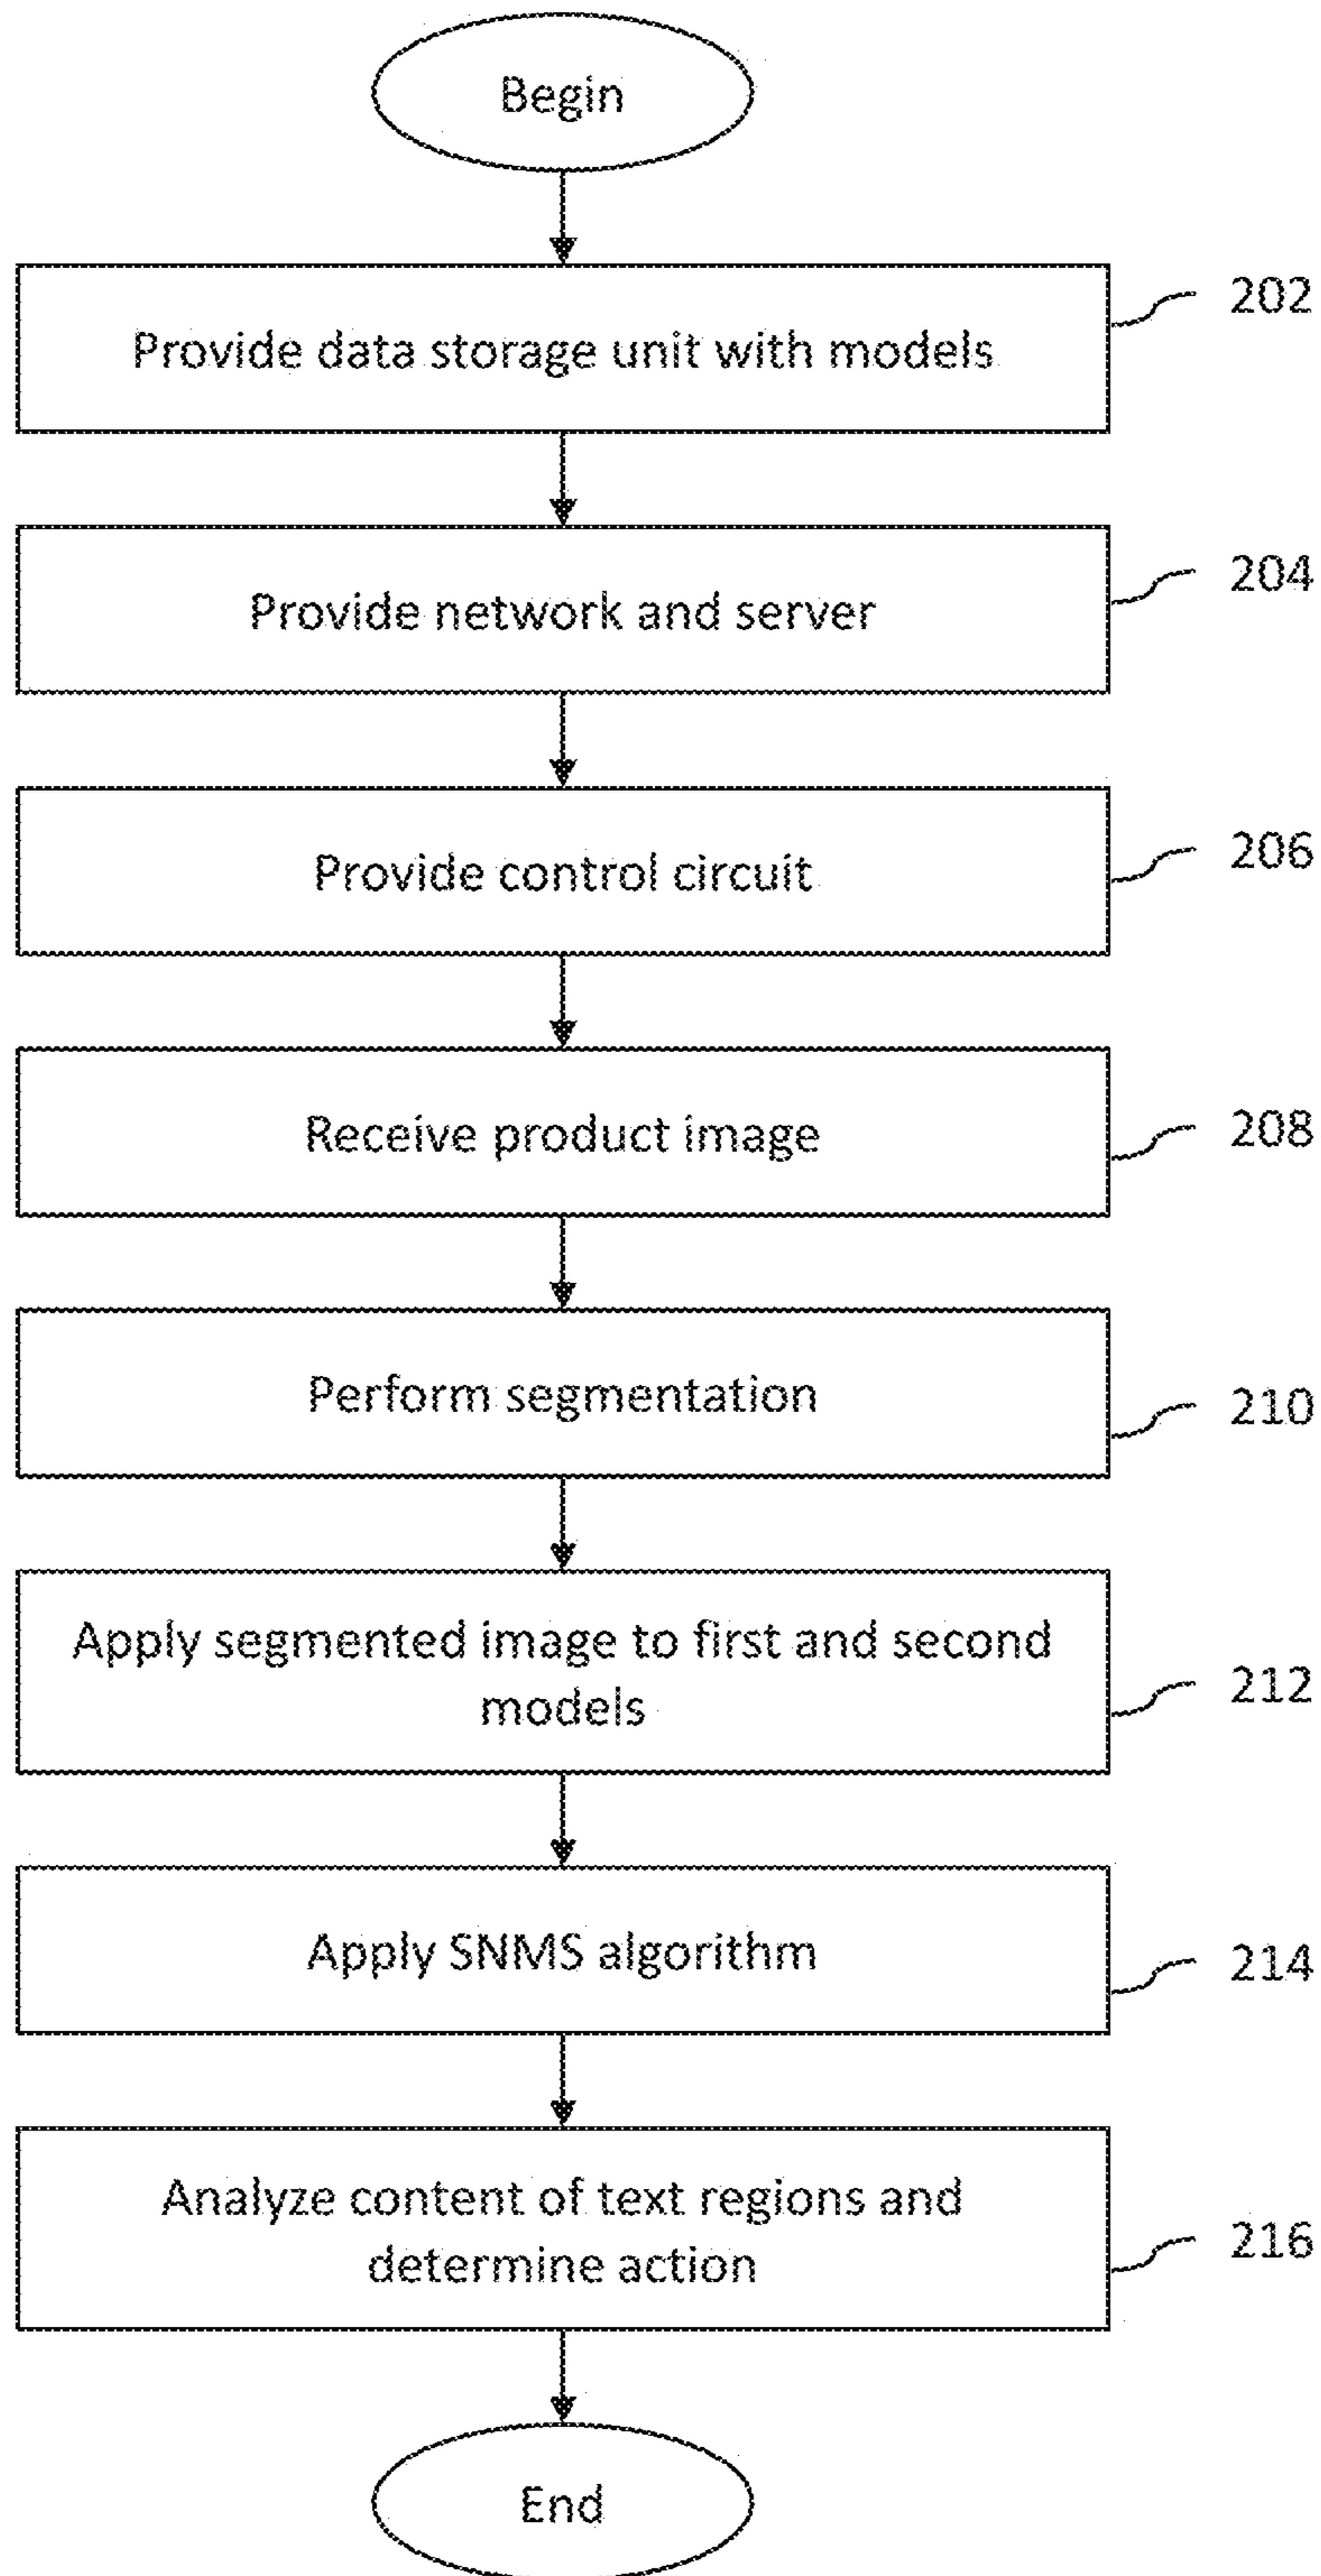 Begin
Provide data storage unit with models
202
Provide network and server
204
Provide control circuit
206
Receive product image
208
Perform segmentation
210
Apply segmented image to first and second
models
212
Apply SNMS algorithm
214
Analyze content of text regions and
determine action
216
End